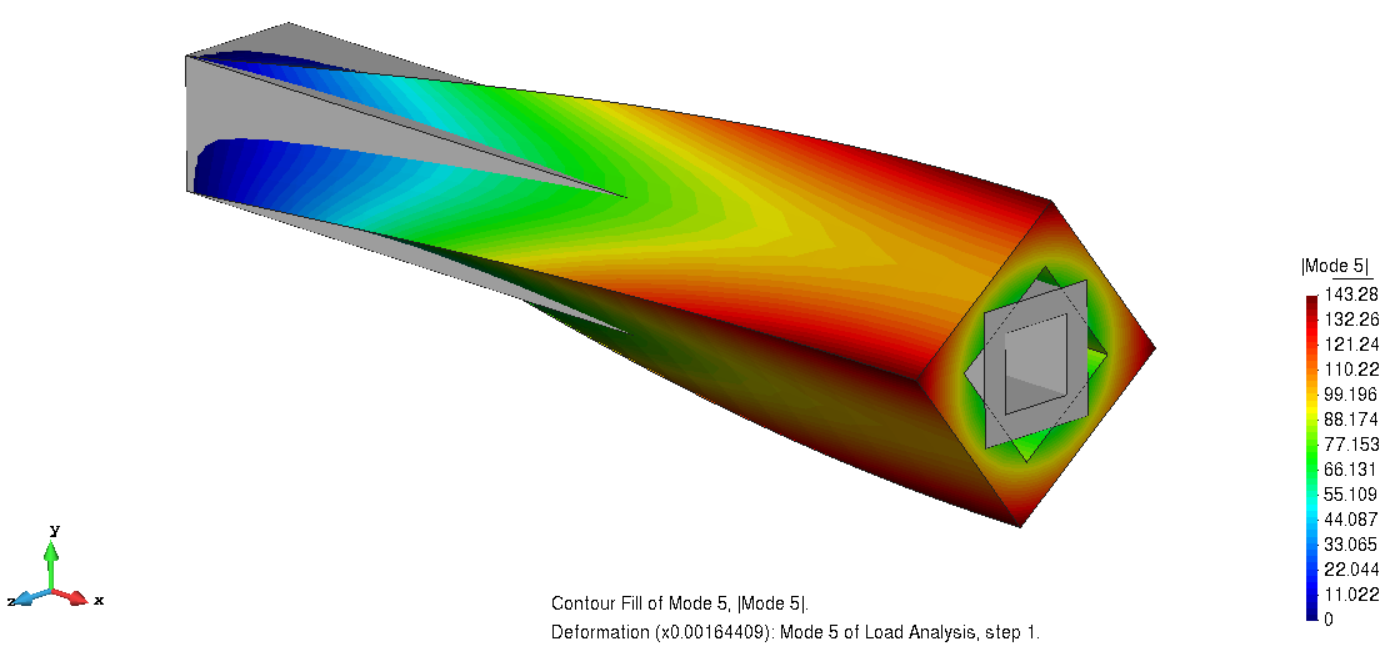 |Mode 5|
143.28
132.26
121.24
110.22
99.196
88.174
77.153
66.131
55.109
44.087
33.065
22.044
11.022
0
y
z
x
Contour Fill of Mode 5, |Mode 5|.
Deformation (x0.00164409): Mode 5 of Load Analysis, step 1.